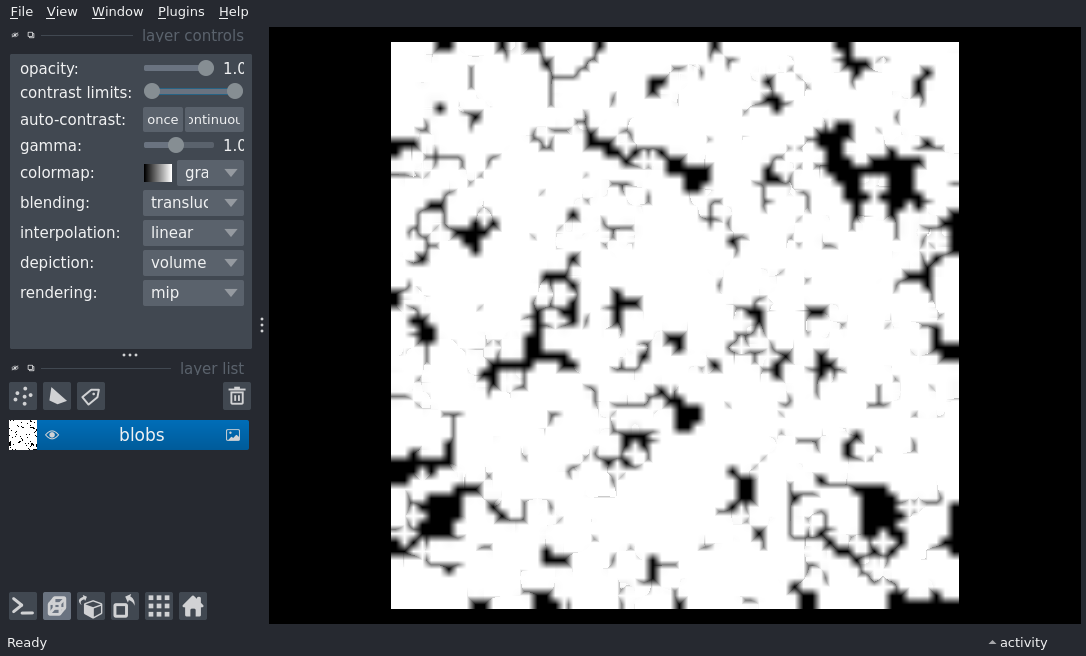 File View Window Plugins Help
layer controls
opacity: 1.0
contrast limits:
auto-contrast: once ontinuou
gamma: 1.0
colormap: gra
blending: transluc
interpolation: linear
depiction: volume
rendering: mip
layer list
blobs
Ready activity